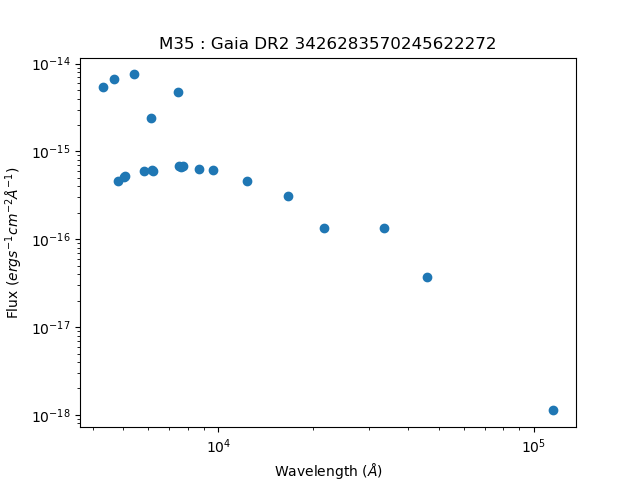 M35 : Gaia DR2 3426283570245622272
Flux (ergs⁻¹cm⁻²Å⁻¹)
10⁻¹⁴
10⁻¹⁵
10⁻¹⁶
10⁻¹⁷
10⁻¹⁸
10⁴
10⁵
Wavelength (Å)